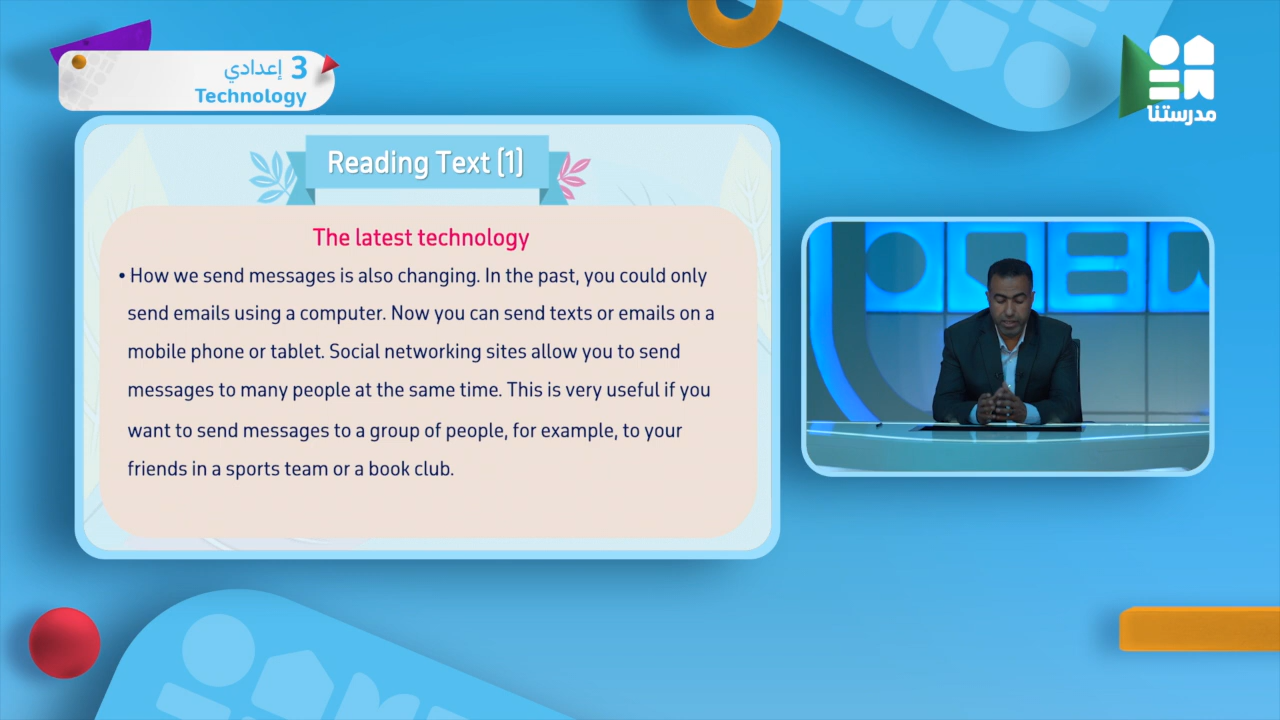 3 إعدادي
Technology
مدرستنا
Reading Text (1)
The latest technology
• How we send messages is also changing. In the past, you could only
send emails using a computer. Now you can send texts or emails on a
mobile phone or tablet. Social networking sites allow you to send
messages to many people at the same time. This is very useful if you
want to send messages to a group of people, for example, to your
friends in a sports team or a book club.